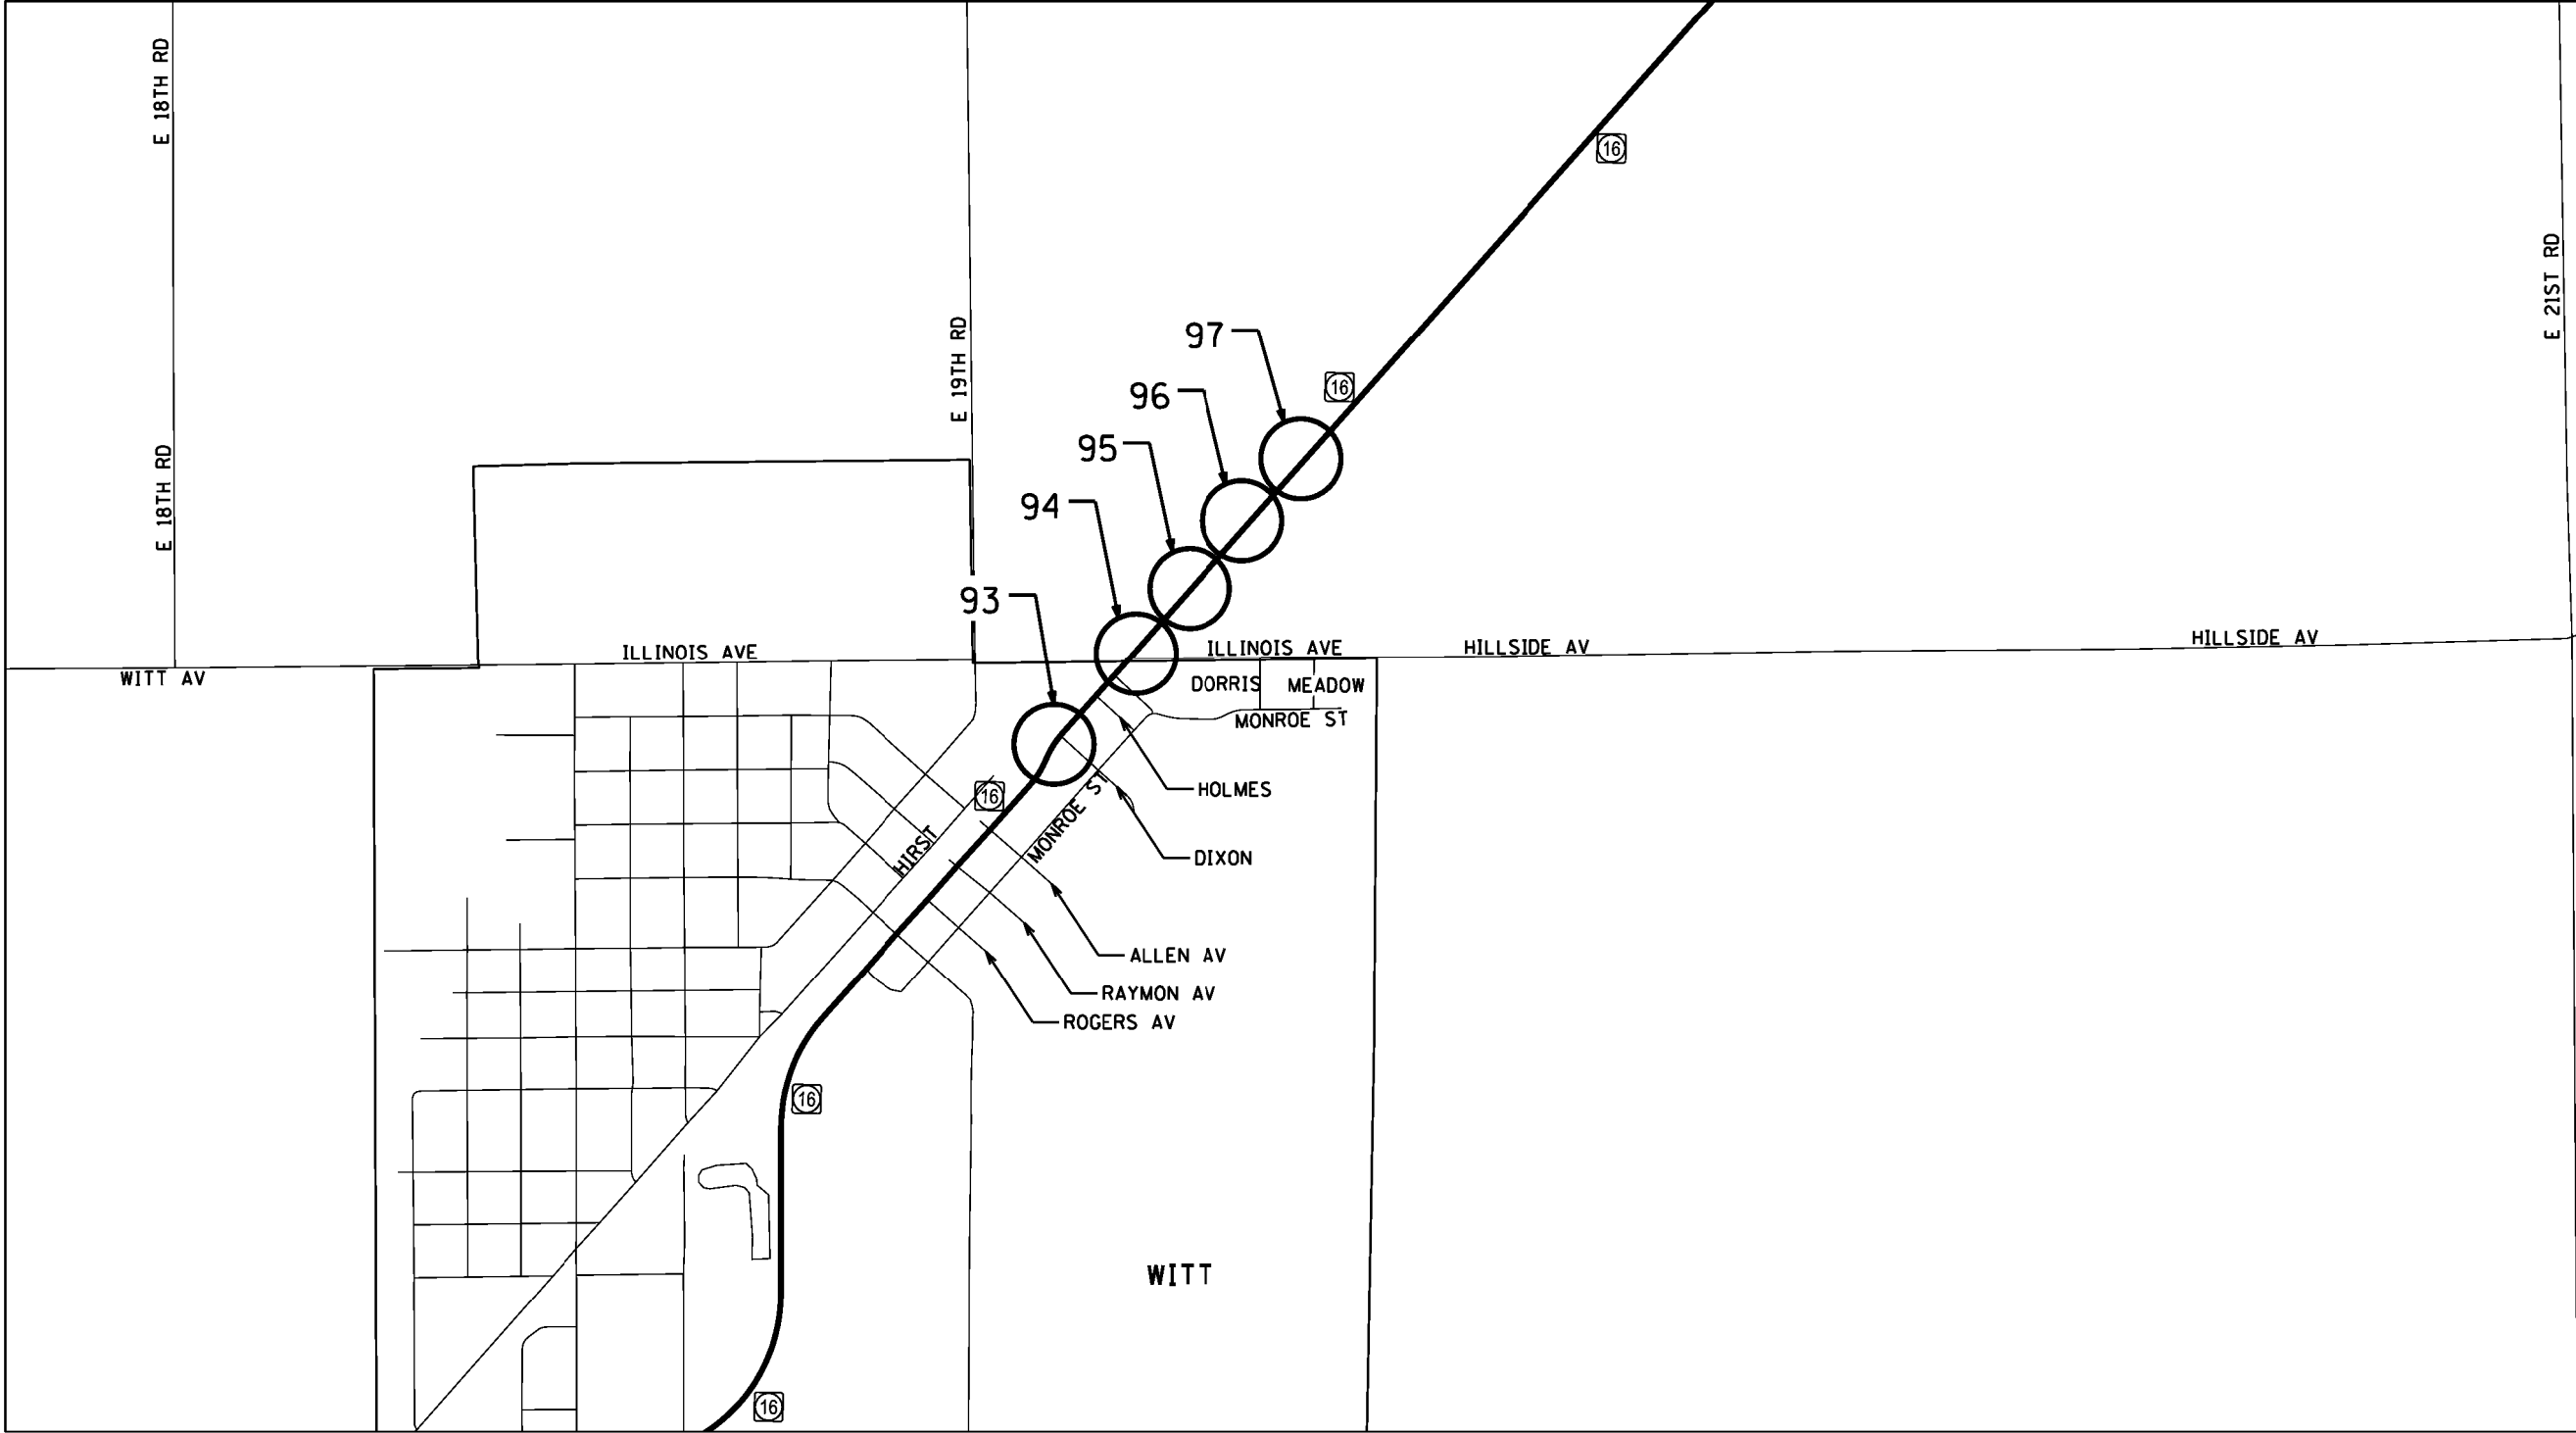 E 18TH RD
16
E 21ST RD
E 19TH RD
97
16
96
95
E 18TH RD
94
93
ILLINOIS AVE
ILLINOIS AVE
HILLSIDE AV
HILLSIDE AV
WITT AV
DORRIS
MEADOW
MONROE ST
HOLMES
16
MONROE ST
HIRST
DIXON
ALLEN AV
RAYMON AV
ROGERS AV
16
WITT
16